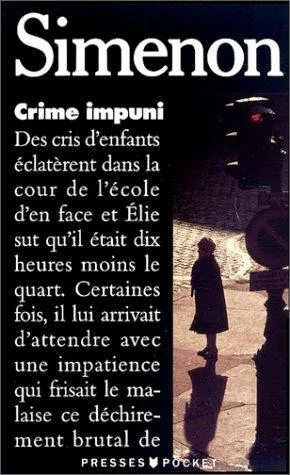 Simenon
Crime impuni
Des cris d'enfants
éclatèrent dans la
cour de l'école
d'en face et Élie
sut qu'il était dix
heures moins le
quart. Certaines
fois, il lui arrivait
d'attendre avec
une impatience
qui frisait le ma-
laise ce déchire-
ment brutal de
PRESSES POCKET